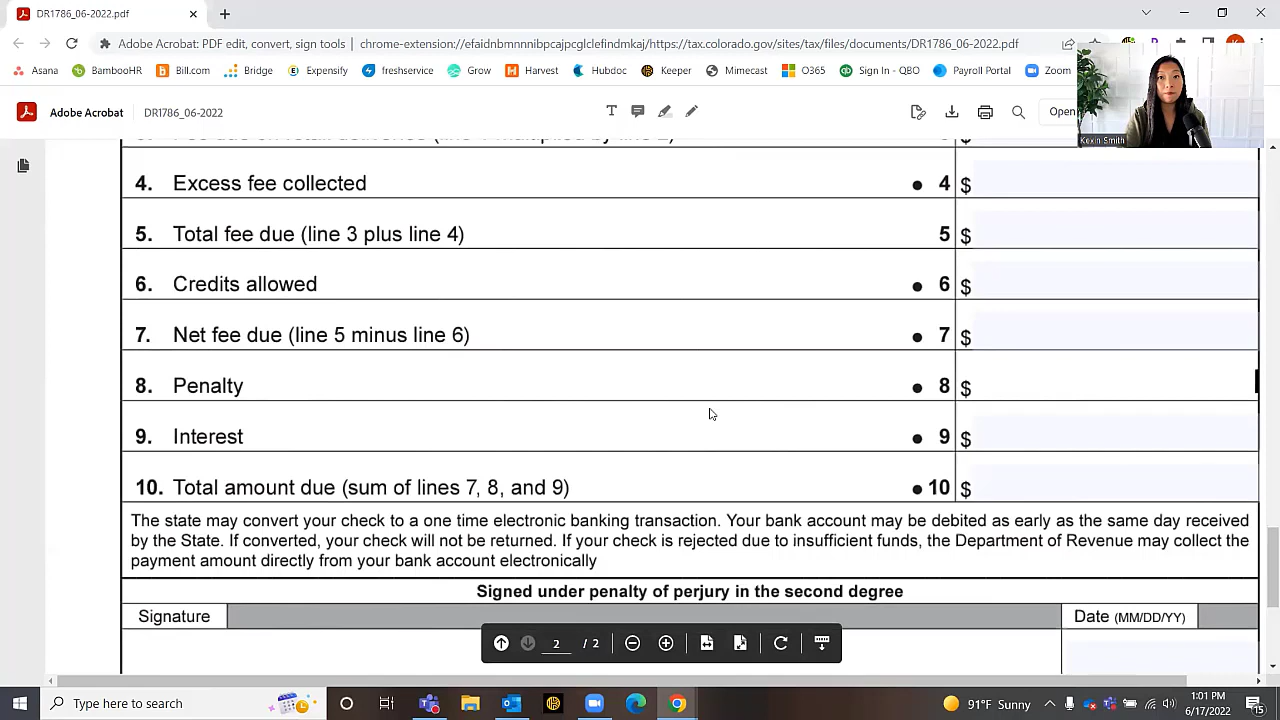 DR1786_06-2022.pdf
Adobe Acrobat: PDF edit, convert, sign tools | chrome-extension://efaidnbmnnnibpcajpcglclefindmkaj/https://tax.colorado.gov/sites/tax/files/documents/DR1786_06-2022.pdf
Asana BambooHR Bill.com Bridge Expensify freshservice Grow Harvest Hubdoc Keeper Mimecast O365 Sign In - QBO Payroll Portal Zoom
Adobe Acrobat DR1786_06-2022 Open
Kexin Smith
4. Excess fee collected • 4 $
5. Total fee due (line 3 plus line 4) 5 $
6. Credits allowed • 6 $
7. Net fee due (line 5 minus line 6) • 7 $
8. Penalty • 8 $
9. Interest • 9 $
10. Total amount due (sum of lines 7, 8, and 9) • 10 $
The state may convert your check to a one time electronic banking transaction. Your bank account may be debited as early as the same day received
by the State. If converted, your check will not be returned. If your check is rejected due to insufficient funds, the Department of Revenue may collect the
payment amount directly from your bank account electronically
Signed under penalty of perjury in the second degree
Signature Date (MM/DD/YY)
2 / 2
Type here to search
91°F Sunny
1:01 PM
6/17/2022
15